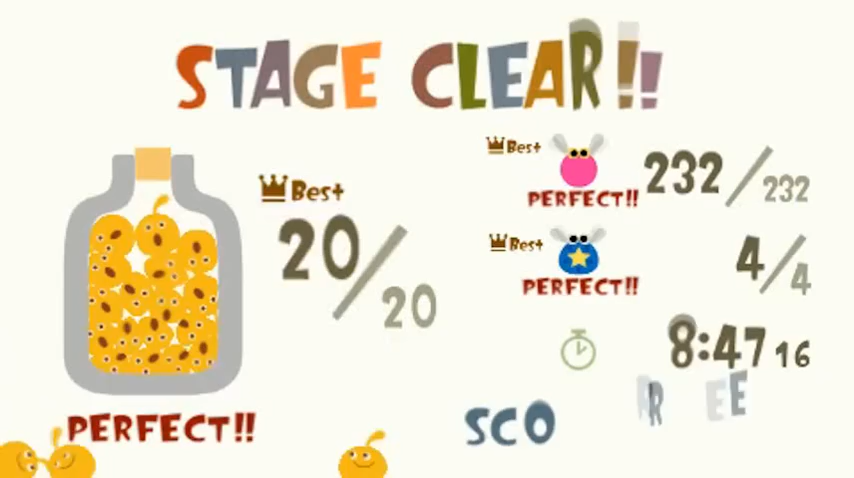 STAGE CLEAR!!
Best
20/20
PERFECT!!
Best
PERFECT!!
232/232
Best
PERFECT!!
4/4
8:47 16
SCO